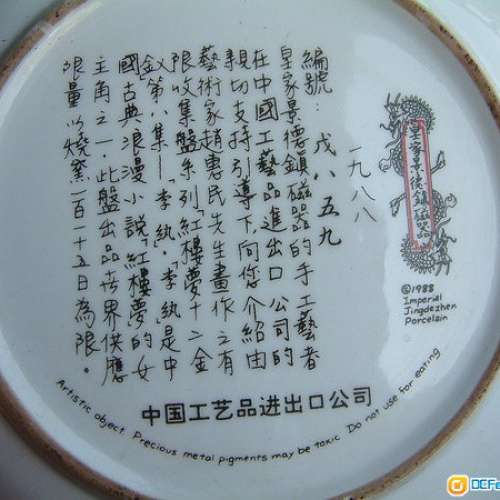 皇家景德鎮磁器
©1988
Imperial
Jingdezhen
Porcelain
一九八八
編號：戊八五九
皇家景德鎮磁器的手工藝者
在中國工藝品進出口公司的
親切支持引導下向您介紹由
藝術家趙惠民先生畫作之有
限收集盤系列「紅樓夢十二金
釵」第八集—「李紈」。李紈是中
國古典浪漫小說「紅樓夢」的女
主角之一，此盤出品世界供應
限量以燒窯一百一十五日為限。
中国工艺品进出口公司
Artistic object. Precious metal pigments may be toxic. Do not use for eating